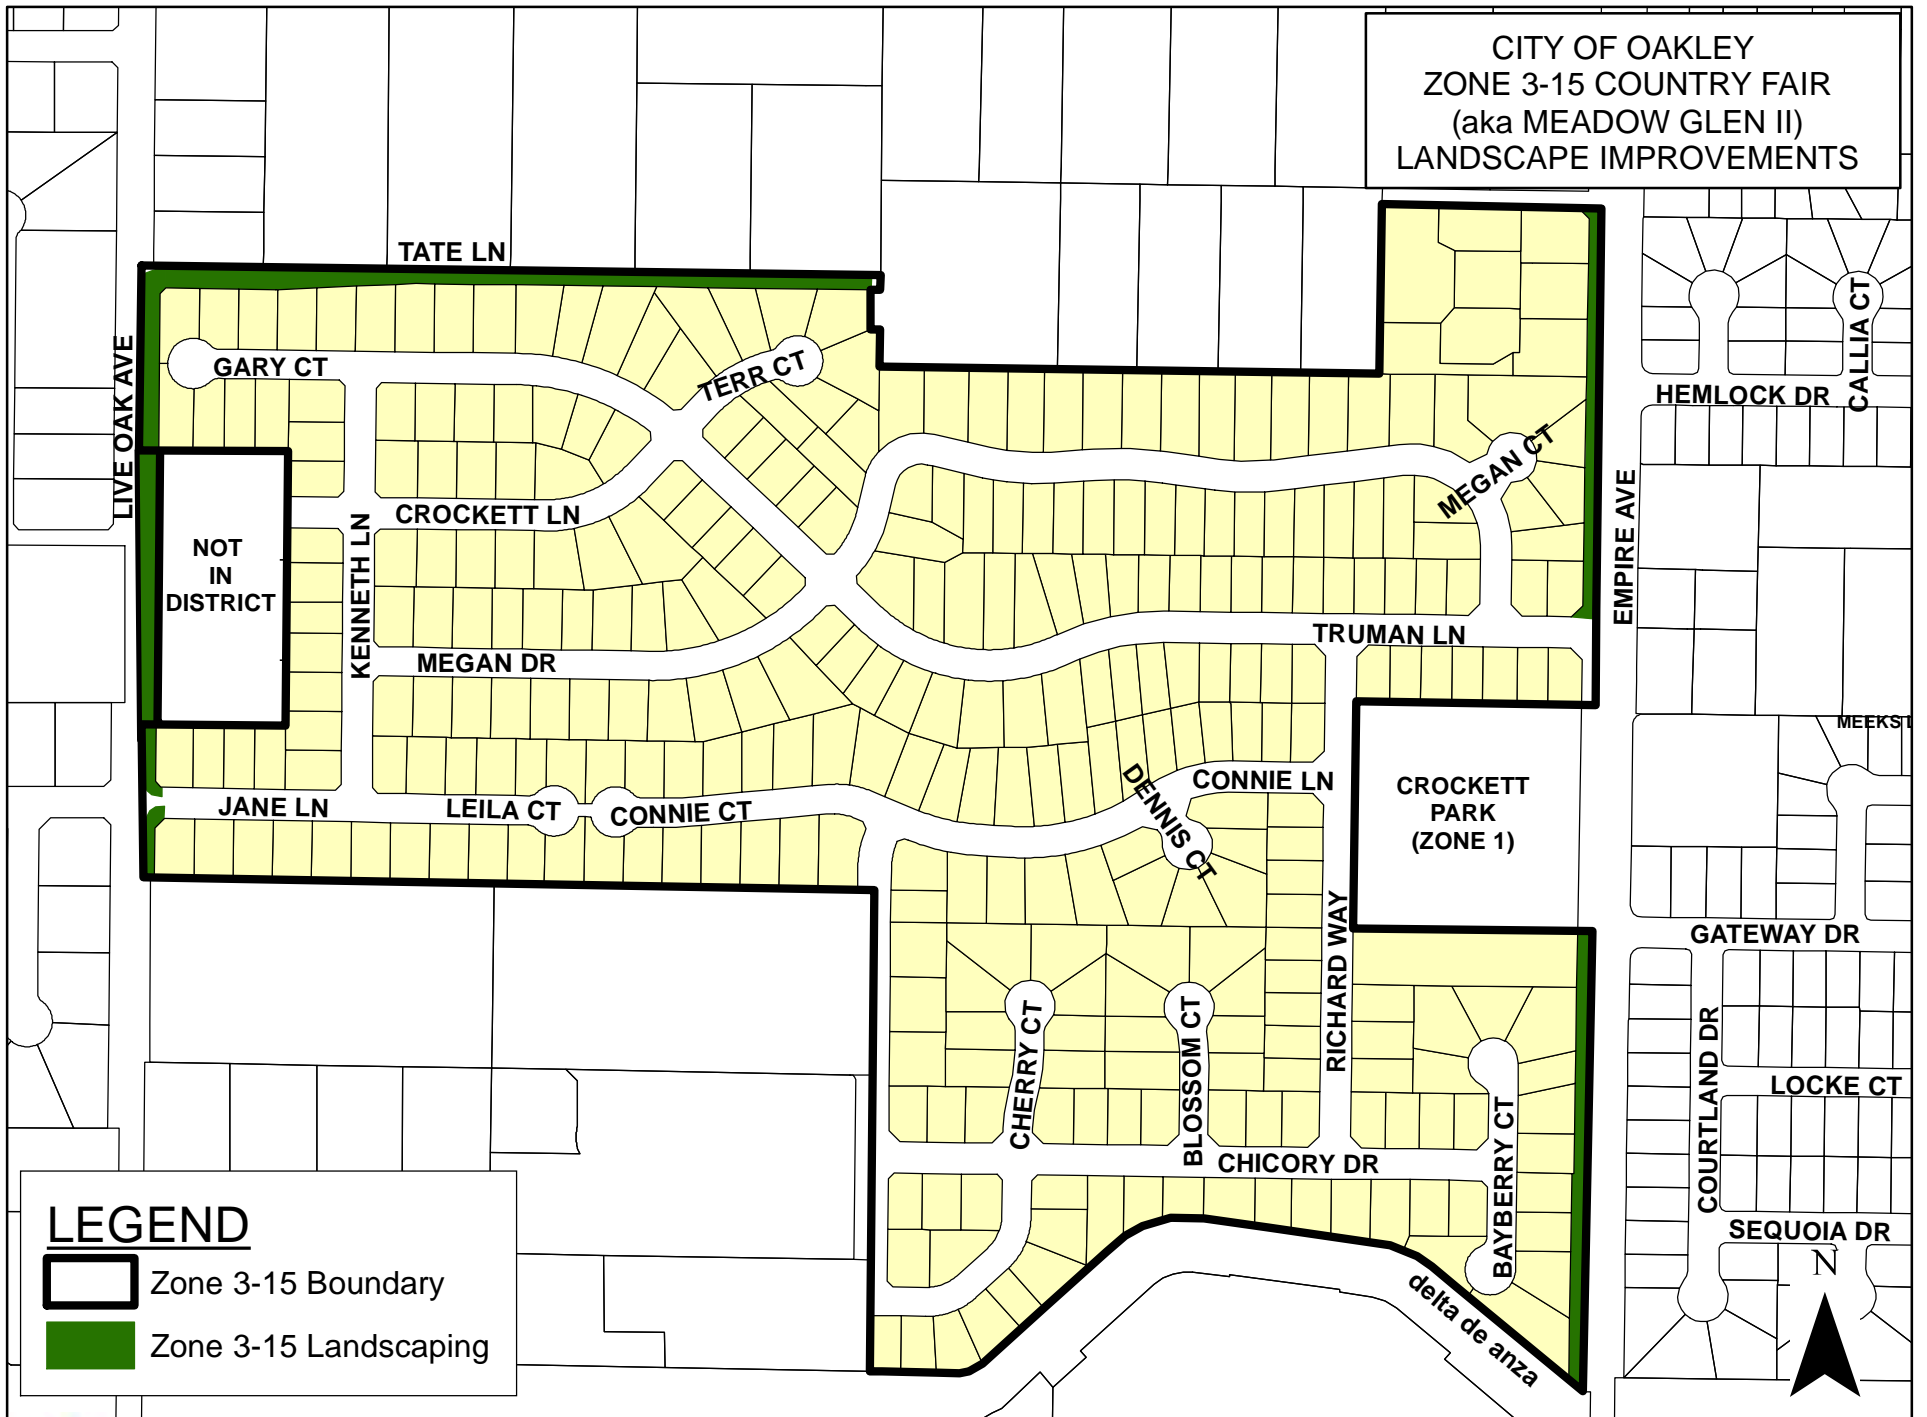 CITY OF OAKLEY
ZONE 3-15 COUNTRY FAIR
(aka MEADOW GLEN II)
LANDSCAPE IMPROVEMENTS
TATE LN
LIVE OAK AVE
GARY CT
TERR CT
CALLIA CT
HEMLOCK DR
MEGAN CT
EMPIRE AVE
CROCKETT LN
KENNETH LN
NOT
IN
DISTRICT
TRUMAN LN
MEGAN DR
MEEKS
CONNIE LN
DENNIS CT
CROCKETT
PARK
(ZONE 1)
JANE LN
LEILA CT
CONNIE CT
RICHARD WAY
GATEWAY DR
CHERRY CT
BLOSSOM CT
COURTLAND DR
LOCKE CT
BAYBERRY CT
CHICORY DR
SEQUOIA DR
N
delta de anza
LEGEND
Zone 3-15 Boundary
Zone 3-15 Landscaping